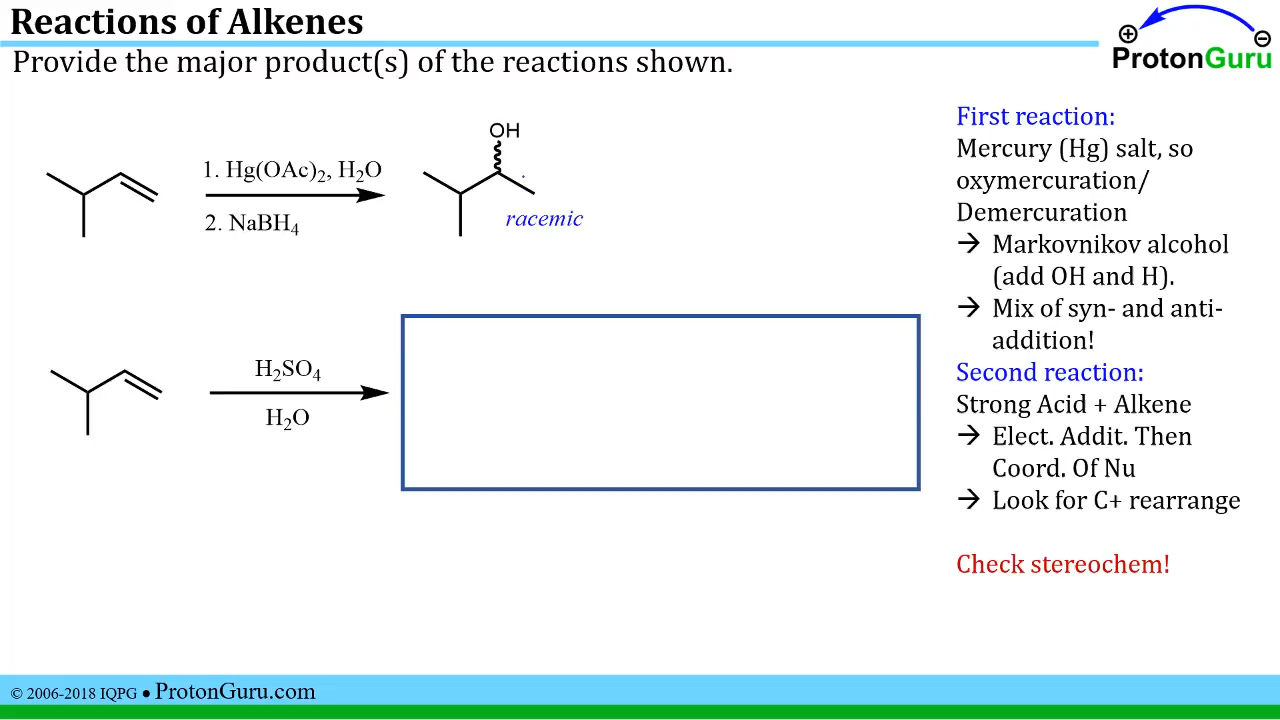 Reactions of Alkenes
Provide the major product(s) of the reactions shown.
⊕ ⊖
ProtonGuru
OH
1. Hg(OAc)₂, H₂O
2. NaBH₄
racemic
H₂SO₄
H₂O
First reaction:
Mercury (Hg) salt, so
oxymercuration/
Demercuration
→ Markovnikov alcohol
(add OH and H).
→ Mix of syn- and anti-
addition!
Second reaction:
Strong Acid + Alkene
→ Elect. Addit. Then
Coord. Of Nu
→ Look for C+ rearrange
Check stereochem!
© 2006-2018 IQPG ● ProtonGuru.com